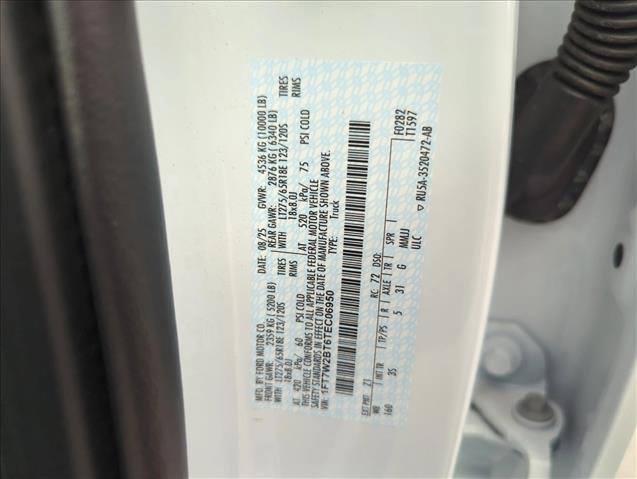 MFD. BY FORD MOTOR CO.
DATE: 08/25 GVWR: 4536 KG (10000 LB)
FRONT GAWR: 2359 KG (5200 LB) REAR GAWR: 2876 KG (6340 LB)
WITH LT275/65R18E 123/120S TIRES WITH LT275/65R18E 123/120S TIRES
18x8.0J RIMS 18x8.0J RIMS
AT 420 kPa/ 60 PSI COLD AT 520 kPa/ 75 PSI COLD
THIS VEHICLE CONFORMS TO ALL APPLICABLE FEDERAL MOTOR VEHICLE
SAFETY STANDARDS IN EFFECT ON THE DATE OF MANUFACTURE SHOWN ABOVE.
VIN: 1FT7W2BT6TEC06950 TYPE: Truck
F0282
T1597
EXT PNT: Z1 RC: 72 DSO:
WB INT TR TP/PS R AXLE TR SPR
160 3S 5 31 G MAAJJ
ULC
▽ RU5A-3520472-AB